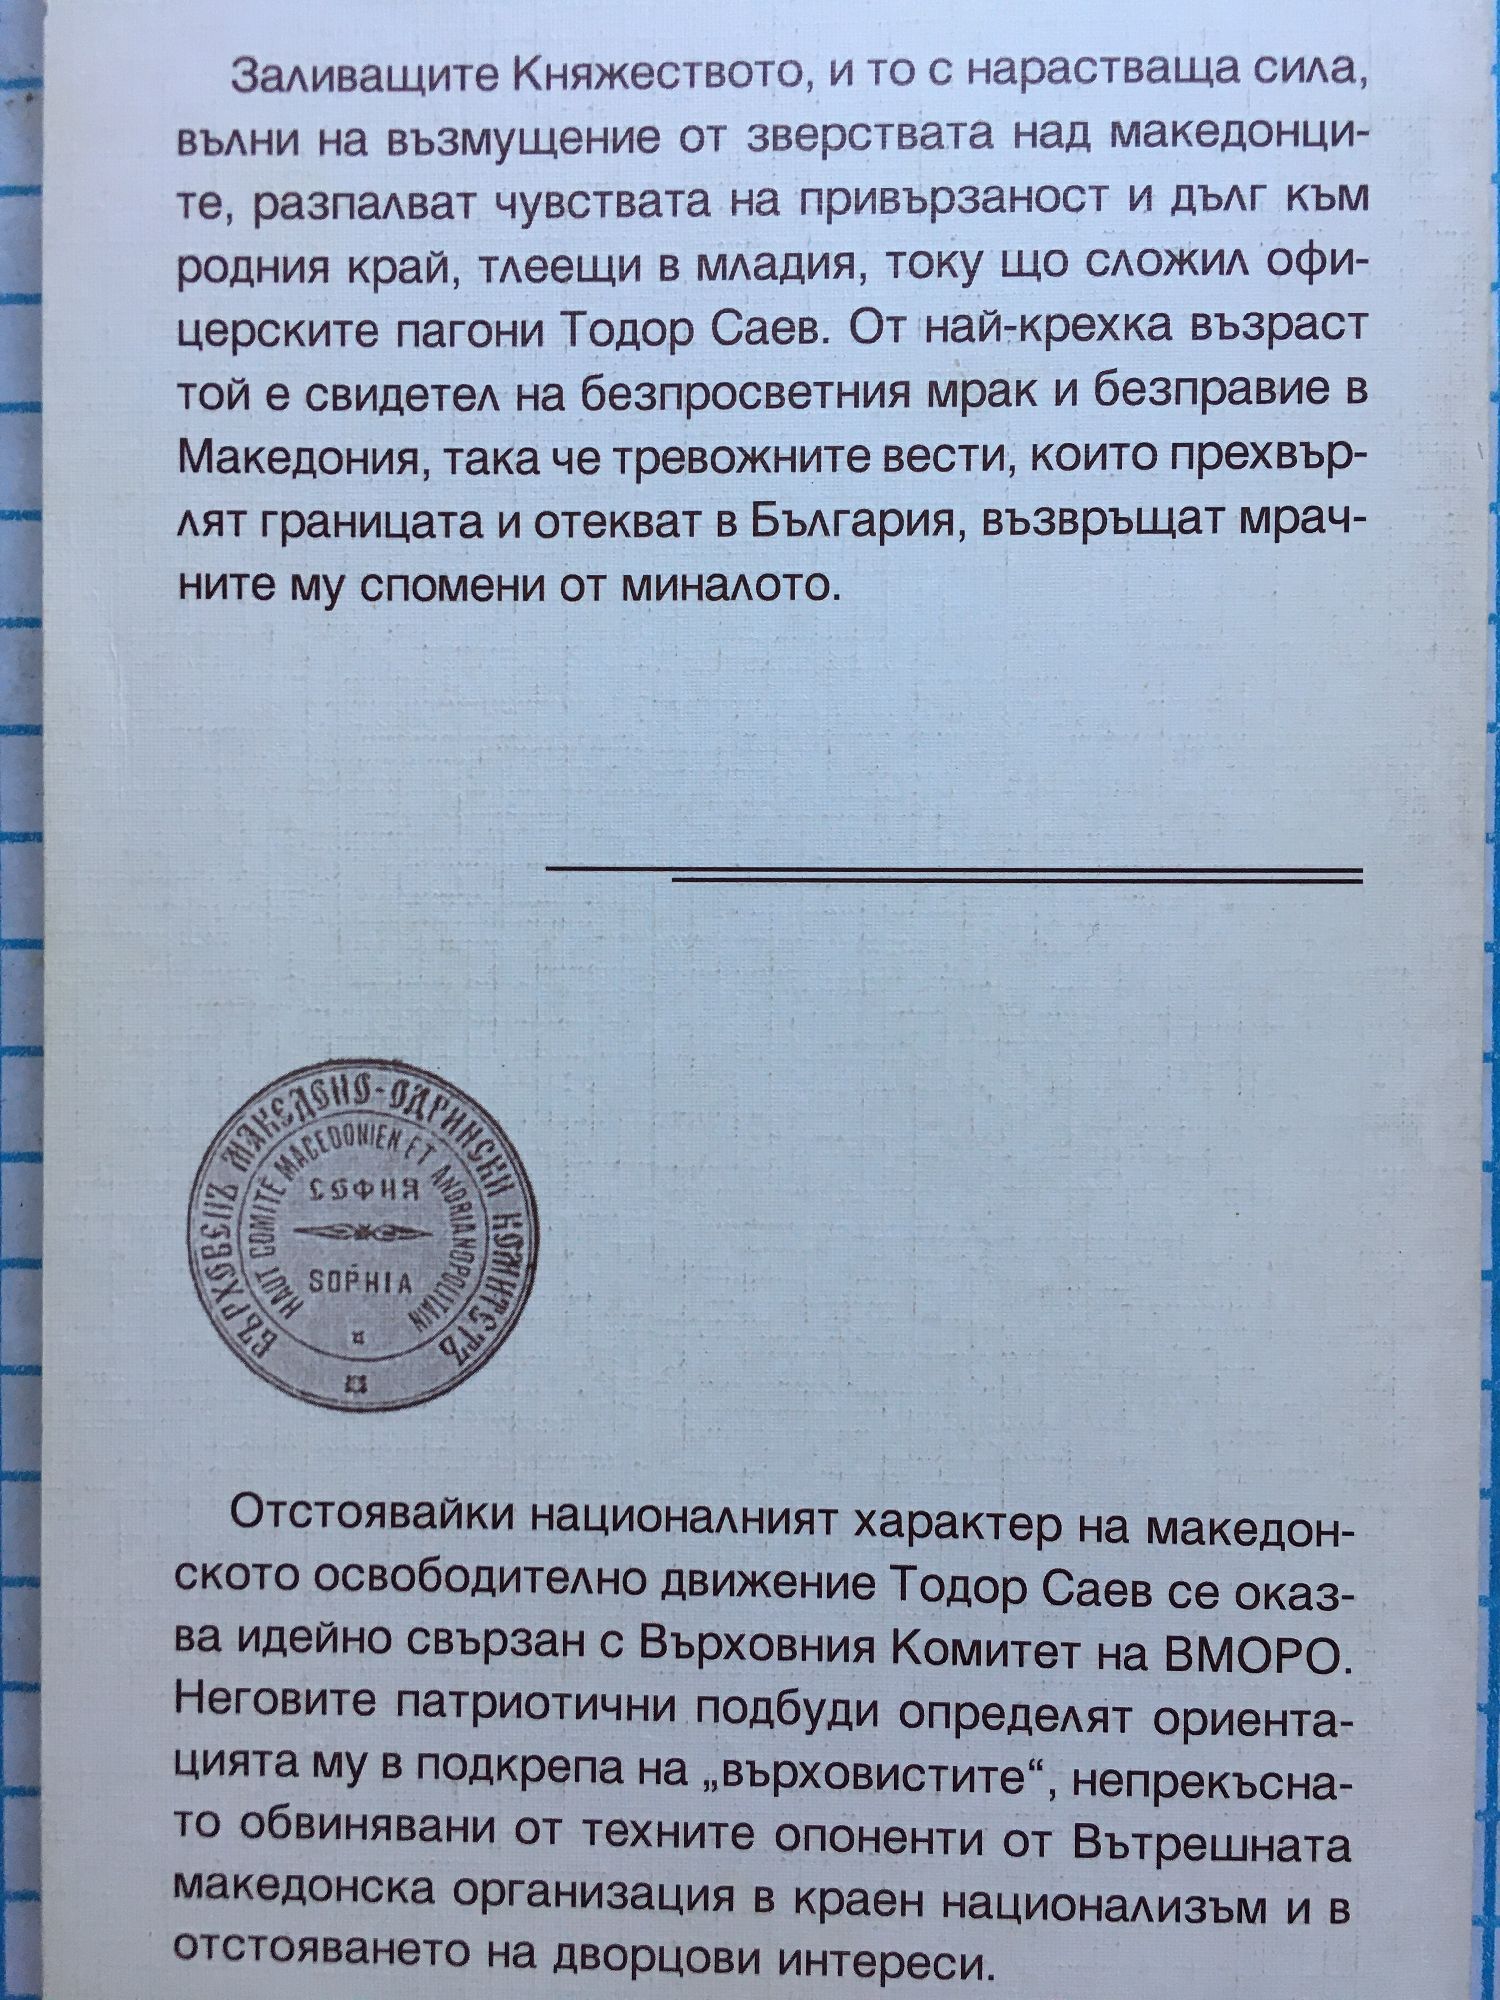 Заливащите Княжеството, и то с нарастваща сила,
вълни на възмущение от зверствата над македонци-
те, разпалват чувствата на привързаност и дълг към
родния край, тлеещи в младия, току що сложил офи-
церските пагони Тодор Саев. От най-крехка възраст
той е свидетел на безпросветния мрак и безправие в
Македония, така че тревожните вести, които прехвър-
лят границата и отекват в България, възвръщат мрач-
ните му спомени от миналото.
ВЪРХОВЕНЪ МАКЕДОНО-ОДРИНСКИ КОМИТЕТЪ
HAUT COMITÉ MACEDONIEN ET ANDRIANOPOLITAIN
СОФИЯ
SOPHIA
Отстоявайки националният характер на македон-
ското освободително движение Тодор Саев се оказ-
ва идейно свързан с Върховния Комитет на ВМОРО.
Неговите патриотични подбуди определят ориента-
цията му в подкрепа на „върховистите“, непрекъсна-
то обвинявани от техните опоненти от Вътрешната
македонска организация в краен национализъм и в
отстояването на дворцови интереси.